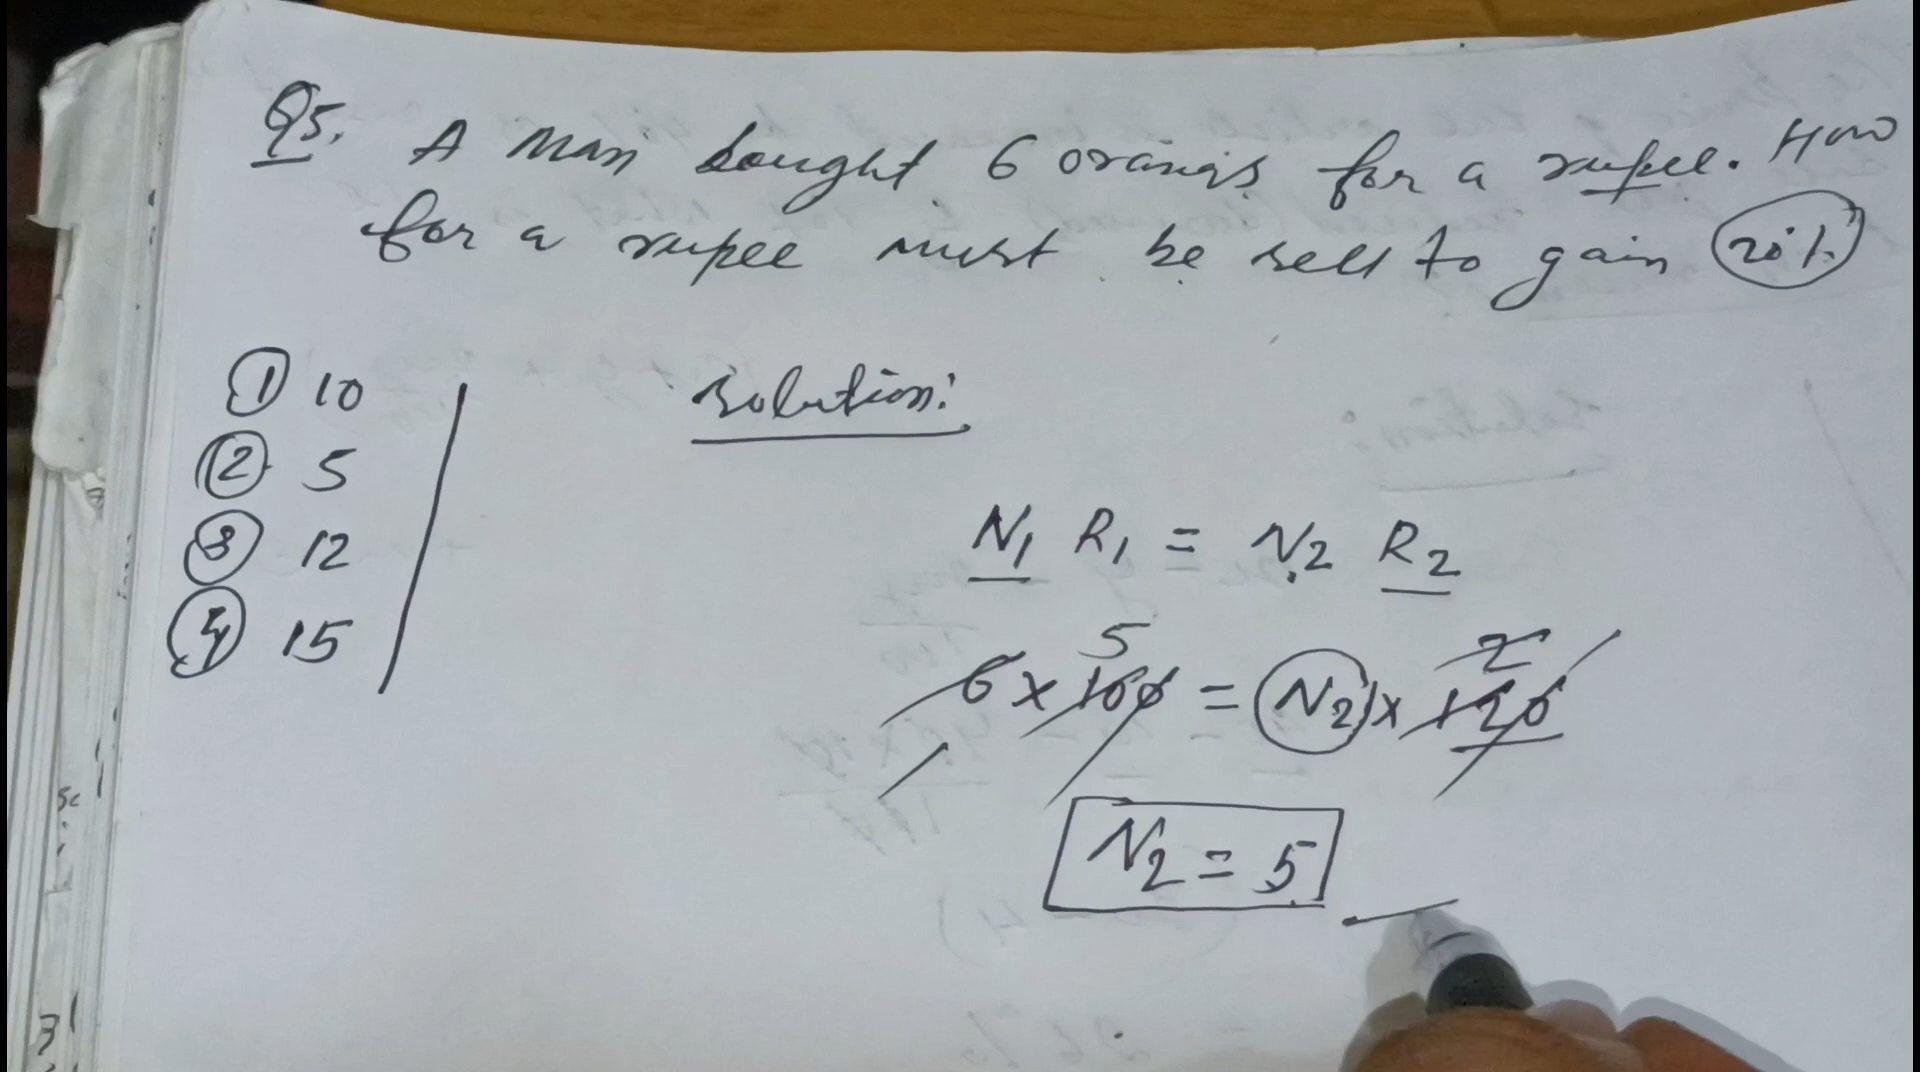 Q5. A Man bought 6 oranges for a rupee. How
for a rupee must be sell to gain 20%
① 10
② 5
③ 12
④ 15
Solution:
N1 R1 = N2 R2
5 2
6 x 100 = N2 x 120
N2 = 5